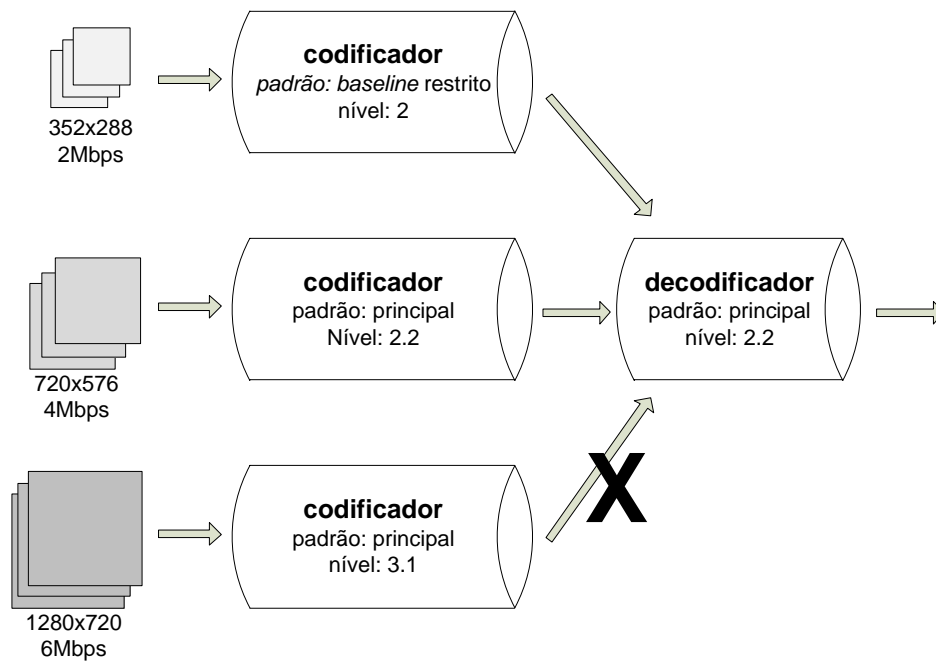 352x288
2Mbps
codificador
padrão: baseline restrito
nível: 2
720x576
4Mbps
codificador
padrão: principal
Nível: 2.2
decodificador
padrão: principal
nível: 2.2
1280x720
6Mbps
codificador
padrão: principal
nível: 3.1
X